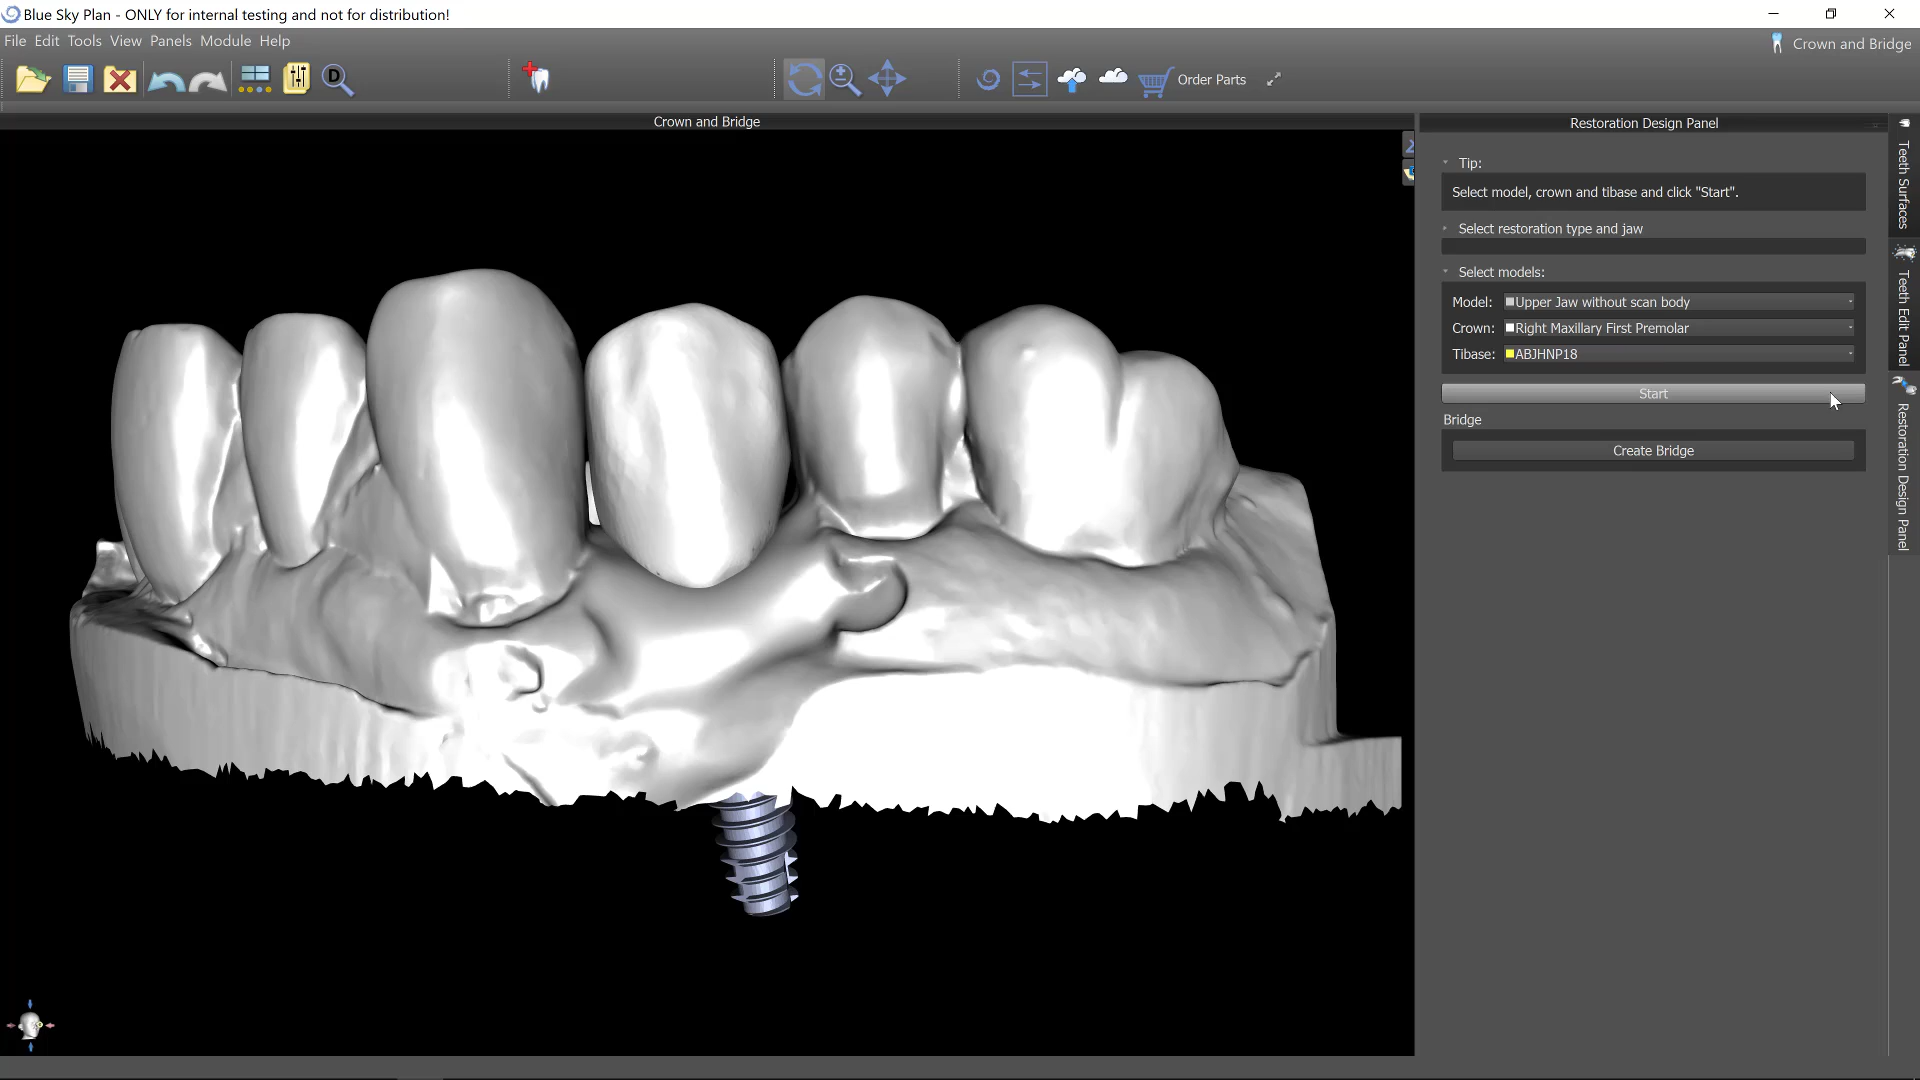 Blue Sky Plan - ONLY for internal testing and not for distribution!
File Edit Tools View Panels Module Help
Crown and Bridge
D
Order Parts
Crown and Bridge
Restoration Design Panel
Tip:
Select model, crown and tibase and click "Start".
Select restoration type and jaw
Select models:
Model: Upper Jaw without scan body
Crown: Right Maxillary First Premolar
Tibase: ABJHNP18
Start
Bridge
Create Bridge
Teeth Surfaces
Teeth Edit Panel
Restoration Design Panel